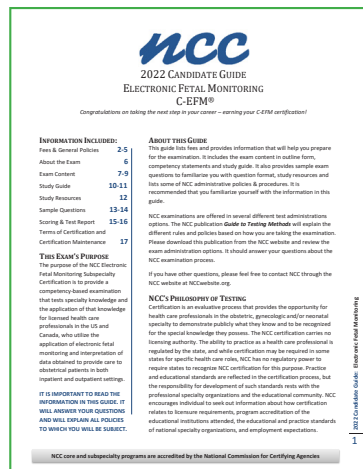 ncc
2022 CANDIDATE GUIDE
ELECTRONIC FETAL MONITORING
C-EFM®
Congratulations on taking the next step in your career – earning your C-EFM certification!
INFORMATION INCLUDED:
Fees & General Policies 2-5
About the Exam 6
Exam Content 7-9
Study Guide 10-11
Study Resources 12
Sample Questions 13-14
Scoring & Test Report 15-16
Terms of Certification and
Certification Maintenance 17
THIS EXAM'S PURPOSE
The purpose of the NCC Electronic
Fetal Monitoring Subspecialty
Certification is to provide a
competency-based examination
that tests specialty knowledge and
the application of that knowledge
for licensed health care
professionals in the US and
Canada, who utilize the
application of electronic fetal
monitoring and interpretation of
data obtained to provide care to
obstetrical patients in both
inpatient and outpatient settings.
IT IS IMPORTANT TO READ THE
INFORMATION IN THIS GUIDE. IT
WILL ANSWER YOUR QUESTIONS
AND WILL EXPLAIN ALL POLICIES
TO WHICH YOU WILL BE SUBJECT.
ABOUT THIS GUIDE
This guide lists fees and provides information that will help you prepare
for the examination. It includes the exam content in outline form,
competency statements and study guide. It also provides sample exam
questions to familiarize you with question format, study resources and
lists some of NCC administrative policies & procedures. It is
recommended that you familiarize yourself with the information in this
guide.
NCC examinations are offered in several different test administrations
options. The NCC publication Guide to Testing Methods will explain the
different rules and policies based on how you are taking the examination.
Please download this publication from the NCC website and review the
exam administration options. It should answer your questions about the
NCC examination process.
If you have other questions, please feel free to contact NCC through the
NCC website at NCCwebsite.org.
NCC'S PHILOSOPHY OF TESTING
Certification is an evaluative process that provides the opportunity for
health care professionals in the obstetric, gynecologic and/or neonatal
specialty to demonstrate publicly what they know and to be recognized
for the special knowledge they possess. The NCC certification carries no
licensing authority. The ability to practice as a health care professional is
regulated by the state, and while certification may be required in some
states for specific health care roles, NCC has no regulatory power to
require states to recognize NCC certification for this purpose. Practice
and educational standards are reflected in the certification process, but
the responsibility for development of such standards rests with the
professional specialty organizations and the educational community. NCC
encourages individual to seek out information about how certification
relates to licensure requirements, program accreditation of the
educational institutions attended, the educational and practice standards
of national specialty organizations, and employment expectations.
2022 Candidate Guide: Electronic Fetal Monitoring
1
NCC core and subspecialty programs are accredited by the National Commission for Certifying Agencies